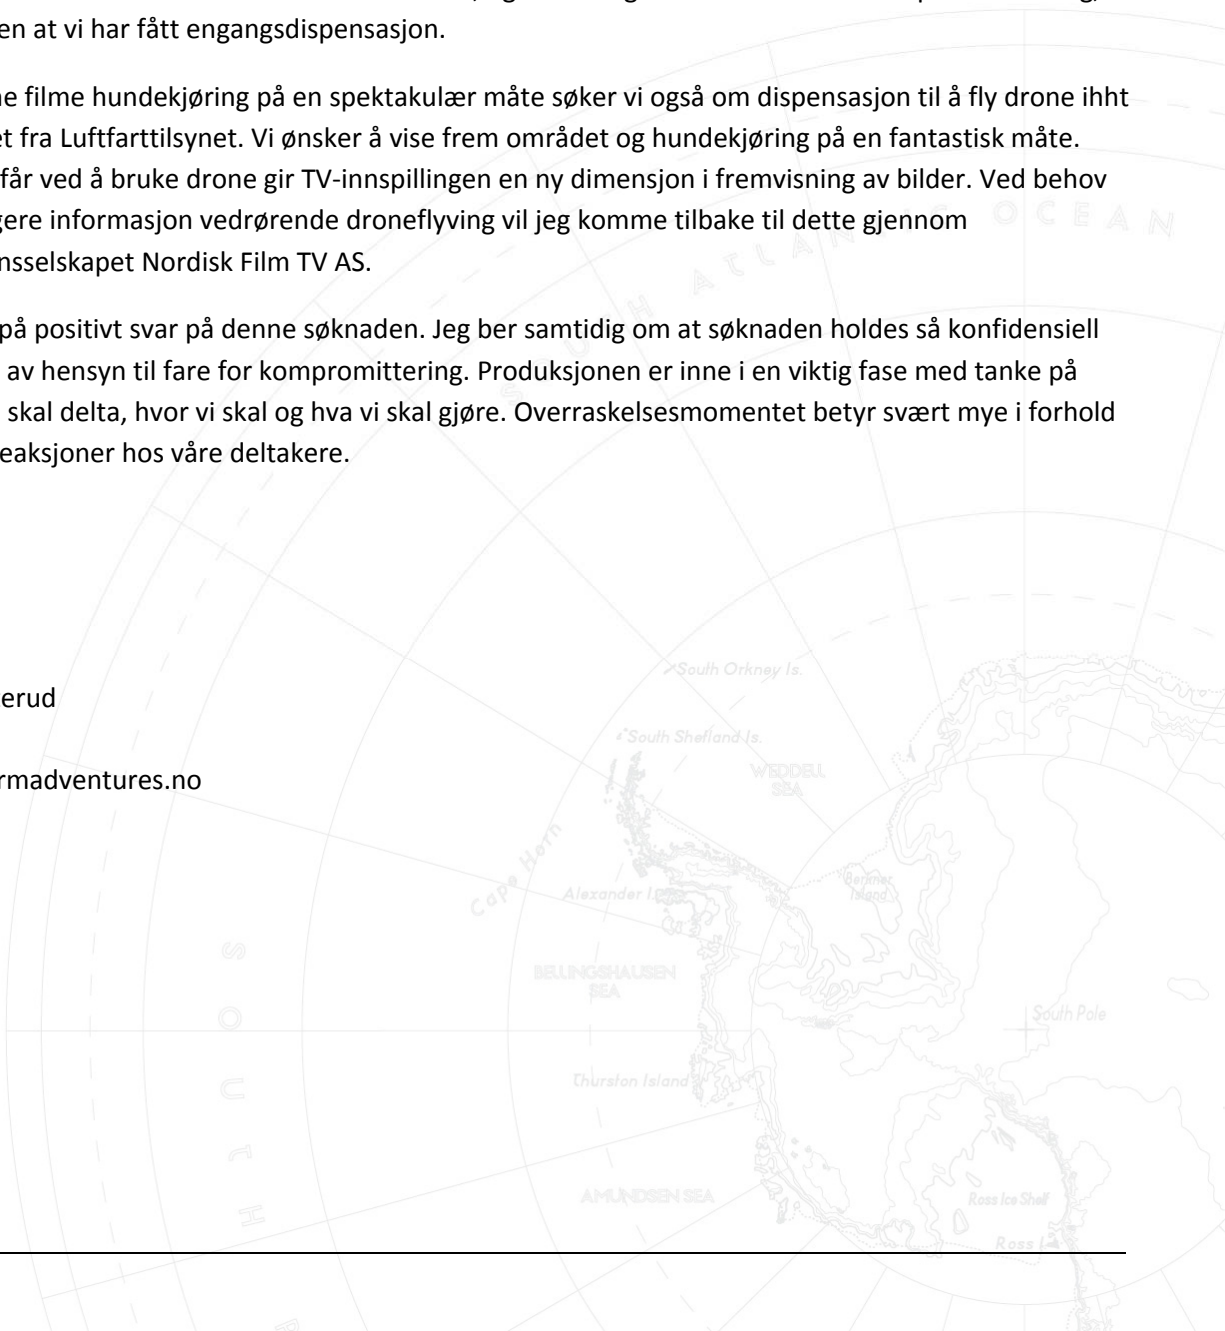 en at vi har fått engangsdispensasjon.
ne filme hundekjøring på en spektakulær måte søker vi også om dispensasjon til å fly drone ihht
et fra Luftfarttilsynet. Vi ønsker å vise frem området og hundekjøring på en fantastisk måte.
får ved å bruke drone gir TV-innspillingen en ny dimensjon i fremvisning av bilder. Ved behov
gere informasjon vedrørende droneflyving vil jeg komme tilbake til dette gjennom
nsselskapet Nordisk Film TV AS.
på positivt svar på denne søknaden. Jeg ber samtidig om at søknaden holdes så konfidensiell
av hensyn til fare for kompromittering. Produksjonen er inne i en viktig fase med tanke på
skal delta, hvor vi skal og hva vi skal gjøre. Overraskelsesmomentet betyr svært mye i forhold
eaksjoner hos våre deltakere.
erud
rmadventures.no
SOUTH ATLANTIC OCEAN
South Orkney Is.
South Shetland Is.
WEDDELL
SEA
Cape Horn
Alexander I.
Berkner
Island
BELLINGSHAUSEN
SEA
South Pole
Thurston Island
AMUNDSEN SEA
Ross Ice Shelf
Ross I.
S O U T H